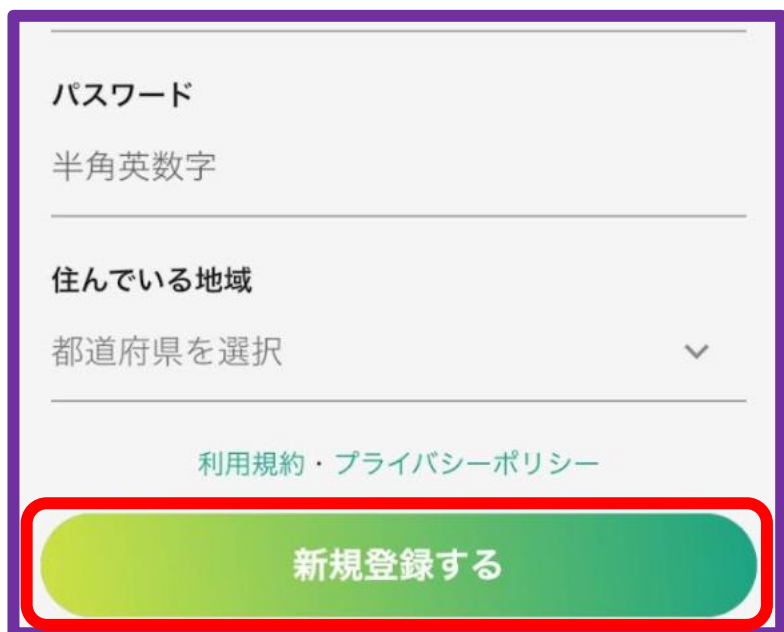 パスワード
半角英数字
住んでいる地域
都道府県を選択
利用規約・プライバシーポリシー
新規登録する